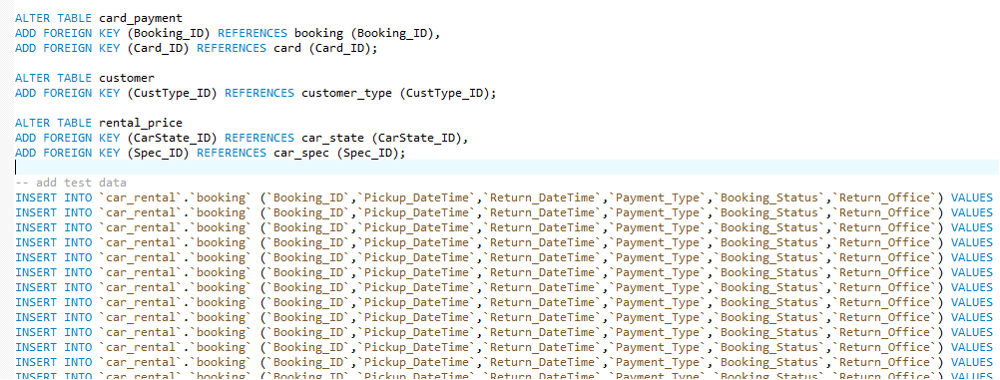 ALTER TABLE card_payment
ADD FOREIGN KEY (Booking_ID) REFERENCES booking (Booking_ID),
ADD FOREIGN KEY (Card_ID) REFERENCES card (Card_ID);
ALTER TABLE customer
ADD FOREIGN KEY (CustType_ID) REFERENCES customer_type (CustType_ID);
ALTER TABLE rental_price
ADD FOREIGN KEY (CarState_ID) REFERENCES car_state (CarState_ID),
ADD FOREIGN KEY (Spec_ID) REFERENCES car_spec (Spec_ID);
-- add test data
INSERT INTO `car_rental`.`booking` (`Booking_ID`,`Pickup_DateTime`,`Return_DateTime`,`Payment_Type`,`Booking_Status`,`Return_Office`) VALUES
INSERT INTO `car_rental`.`booking` (`Booking_ID`,`Pickup_DateTime`,`Return_DateTime`,`Payment_Type`,`Booking_Status`,`Return_Office`) VALUES
INSERT INTO `car_rental`.`booking` (`Booking_ID`,`Pickup_DateTime`,`Return_DateTime`,`Payment_Type`,`Booking_Status`,`Return_Office`) VALUES
INSERT INTO `car_rental`.`booking` (`Booking_ID`,`Pickup_DateTime`,`Return_DateTime`,`Payment_Type`,`Booking_Status`,`Return_Office`) VALUES
INSERT INTO `car_rental`.`booking` (`Booking_ID`,`Pickup_DateTime`,`Return_DateTime`,`Payment_Type`,`Booking_Status`,`Return_Office`) VALUES
INSERT INTO `car_rental`.`booking` (`Booking_ID`,`Pickup_DateTime`,`Return_DateTime`,`Payment_Type`,`Booking_Status`,`Return_Office`) VALUES
INSERT INTO `car_rental`.`booking` (`Booking_ID`,`Pickup_DateTime`,`Return_DateTime`,`Payment_Type`,`Booking_Status`,`Return_Office`) VALUES
INSERT INTO `car_rental`.`booking` (`Booking_ID`,`Pickup_DateTime`,`Return_DateTime`,`Payment_Type`,`Booking_Status`,`Return_Office`) VALUES
INSERT INTO `car_rental`.`booking` (`Booking_ID`,`Pickup_DateTime`,`Return_DateTime`,`Payment_Type`,`Booking_Status`,`Return_Office`) VALUES
INSERT INTO `car_rental`.`booking` (`Booking_ID`,`Pickup_DateTime`,`Return_DateTime`,`Payment_Type`,`Booking_Status`,`Return_Office`) VALUES
INSERT INTO `car_rental`.`booking` (`Booking_ID`,`Pickup_DateTime`,`Return_DateTime`,`Payment_Type`,`Booking_Status`,`Return_Office`) VALUES
INSERT INTO `car_rental`.`booking` (`Booking_ID`,`Pickup_DateTime`,`Return_DateTime`,`Payment_Type`,`Booking_Status`,`Return_Office`) VALUES
INSERT INTO `car_rental`.`booking` (`Booking_ID`,`Pickup_DateTime`,`Return_DateTime`,`Payment_Type`,`Booking_Status`,`Return_Office`) VALUES